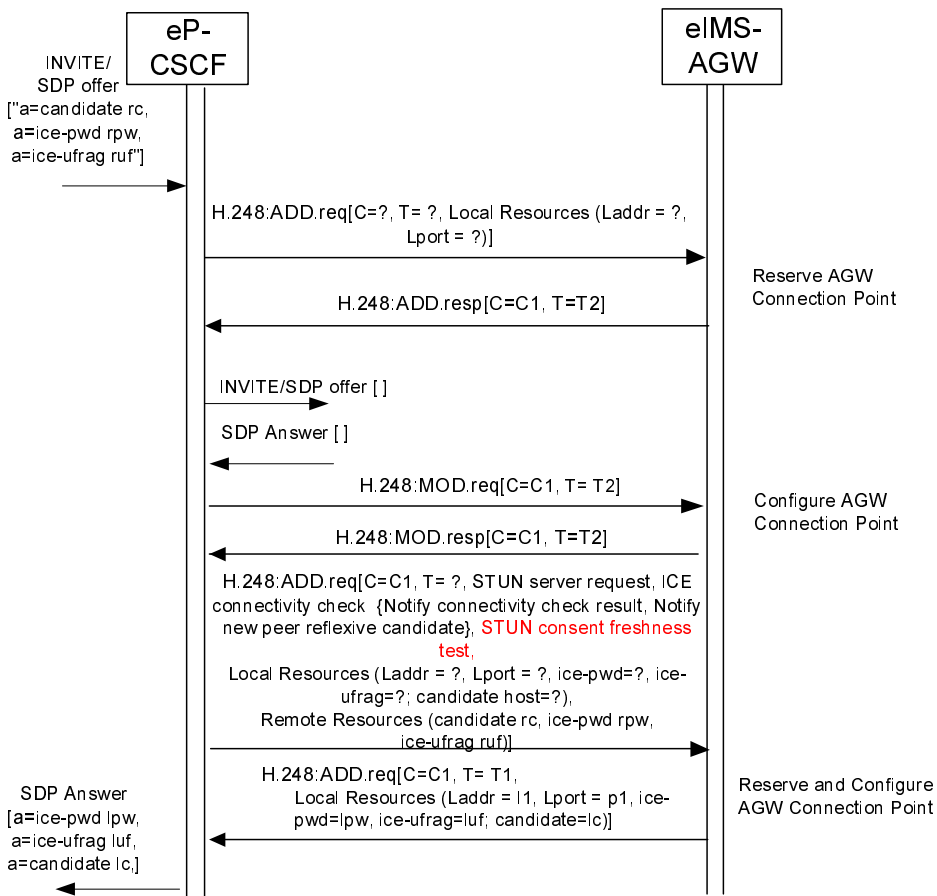 eP-
CSCF
eIMS-
AGW
INVITE/
SDP offer
["a=candidate rc,
a=ice-pwd rpw,
a=ice-ufrag ruf"]
H.248:ADD.req[C=?, T= ?, Local Resources (Laddr = ?,
Lport = ?)]
Reserve AGW
Connection Point
H.248:ADD.resp[C=C1, T=T2]
INVITE/SDP offer [ ]
SDP Answer [ ]
H.248:MOD.req[C=C1, T= T2]
Configure AGW
Connection Point
H.248:MOD.resp[C=C1, T=T2]
H.248:ADD.req[C=C1, T= ?, STUN server request, ICE
connectivity check {Notify connectivity check result, Notify
new peer reflexive candidate}, STUN consent freshness
test,
Local Resources (Laddr = ?, Lport = ?, ice-pwd=?, ice-
ufrag=?; candidate host=?),
Remote Resources (candidate rc, ice-pwd rpw,
ice-ufrag ruf)]
H.248:ADD.req[C=C1, T= T1,
Local Resources (Laddr = l1, Lport = p1, ice-
pwd=lpw, ice-ufrag=luf; candidate=lc)]
Reserve and Configure
AGW Connection Point
SDP Answer
[a=ice-pwd lpw,
a=ice-ufrag luf,
a=candidate lc,]